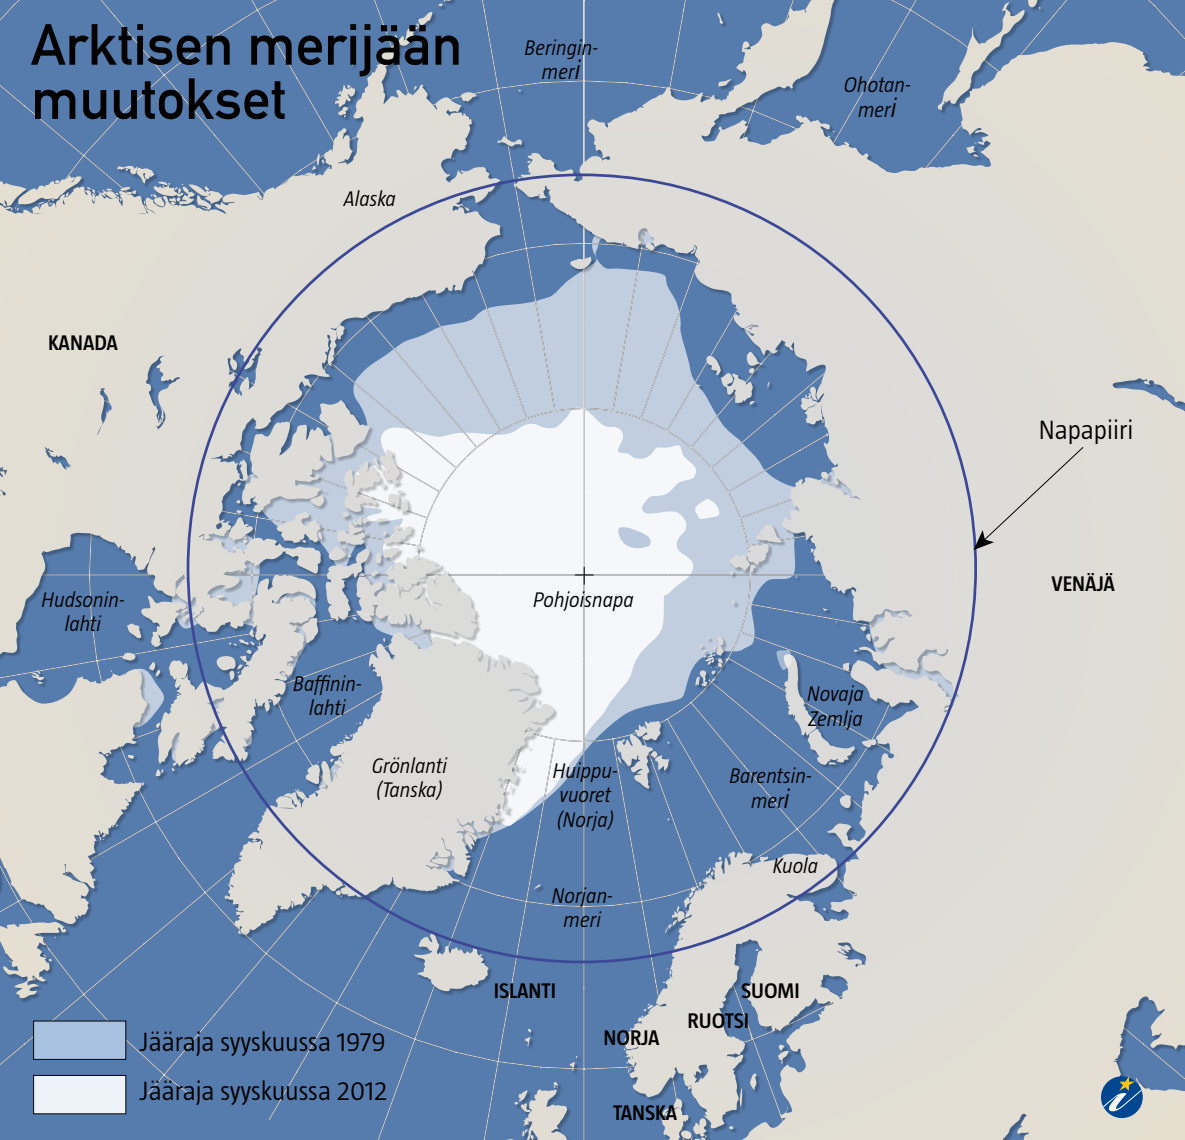 Arktisen merijään
muutokset
Beringin-
meri
Ohotan-
meri
Alaska
KANADA
Napapiiri
VENÄJÄ
Hudsonin-
lahti
Pohjoisnapa
Baffinin-
lahti
Novaja
Zemlja
Grönlanti
(Tanska)
Huippu-
vuoret
(Norja)
Barentsin-
meri
Kuola
Norjan-
meri
ISLANTI
SUOMI
RUOTSI
NORJA
TANSKA
Jääraja syyskuussa 1979
Jääraja syyskuussa 2012
i